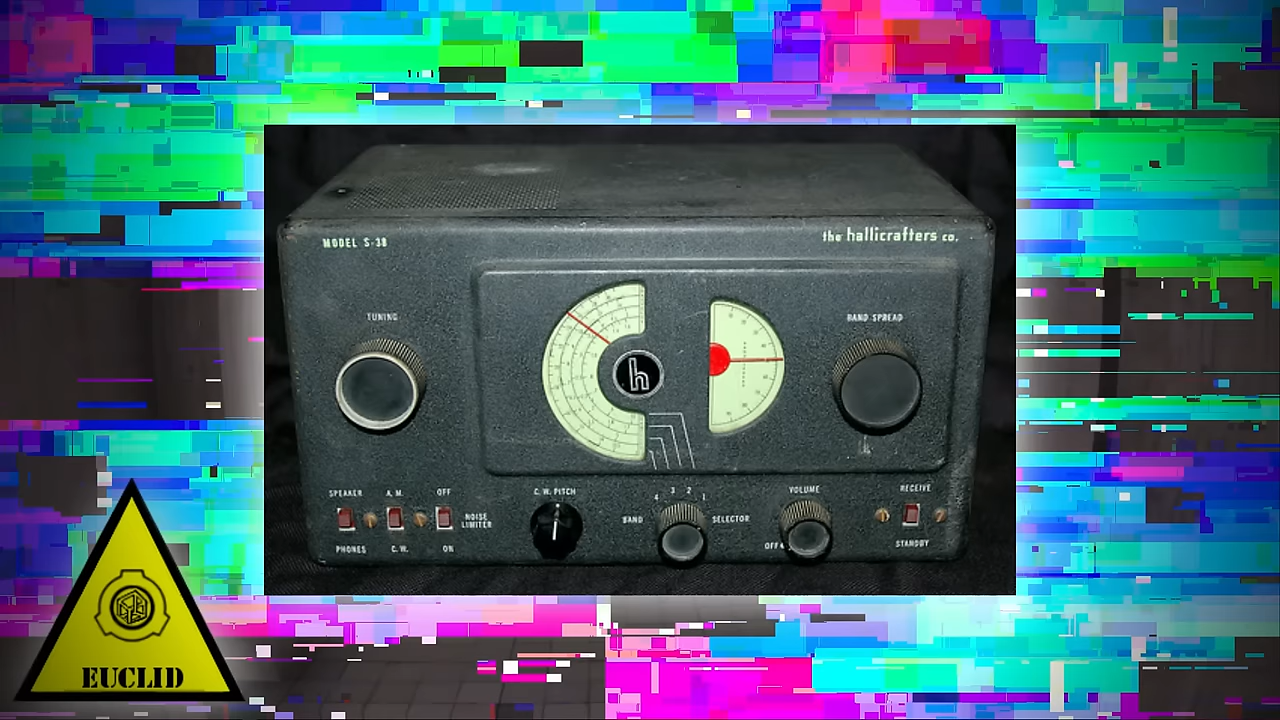 MODEL S-38
the hallicrafters co.
TUNING
BAND SPREAD
h
SPEAKER
A.M.
OFF
C.W. PITCH
4 3 2 1
VOLUME
RECEIVE
NOISE
LIMITER
BAND
SELECTOR
OFF
PHONES
C.W.
ON
STANDBY
EUCLID